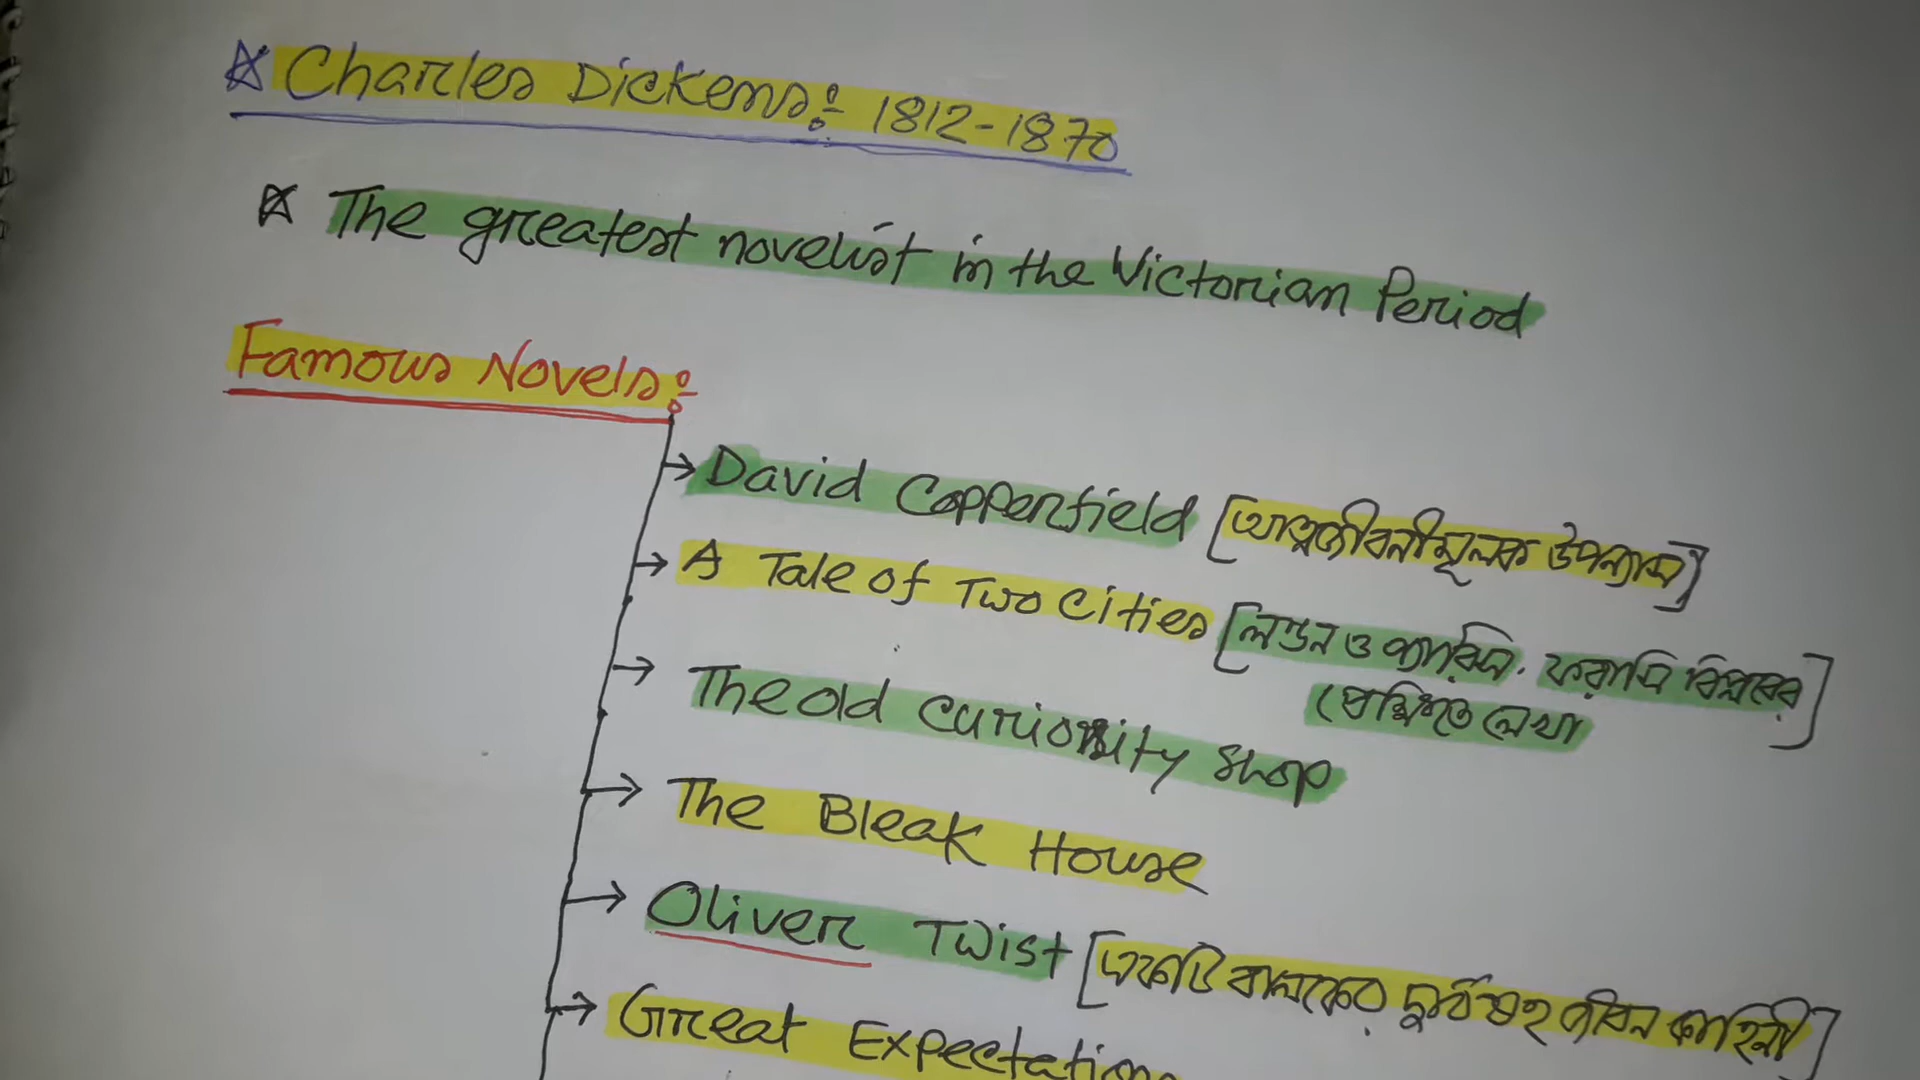 ☆ Charles Dickens:- 1812-1870
☆ The greatest novelist in the Victorian Period
Famous Novels:-
→ David Copperfield [আত্মজীবনীমূলক উপন্যাস]
→ A Tale of Two Cities [লন্ডন ও প্যারিস. ফরাসি বিপ্লবের
প্রেক্ষিতে লেখা]
→ The old curiosity shop
→ The Bleak House
→ Oliver Twist [একটি বালকের দুর্বিষহ জীবন কাহিনী]
→ Great Expectation